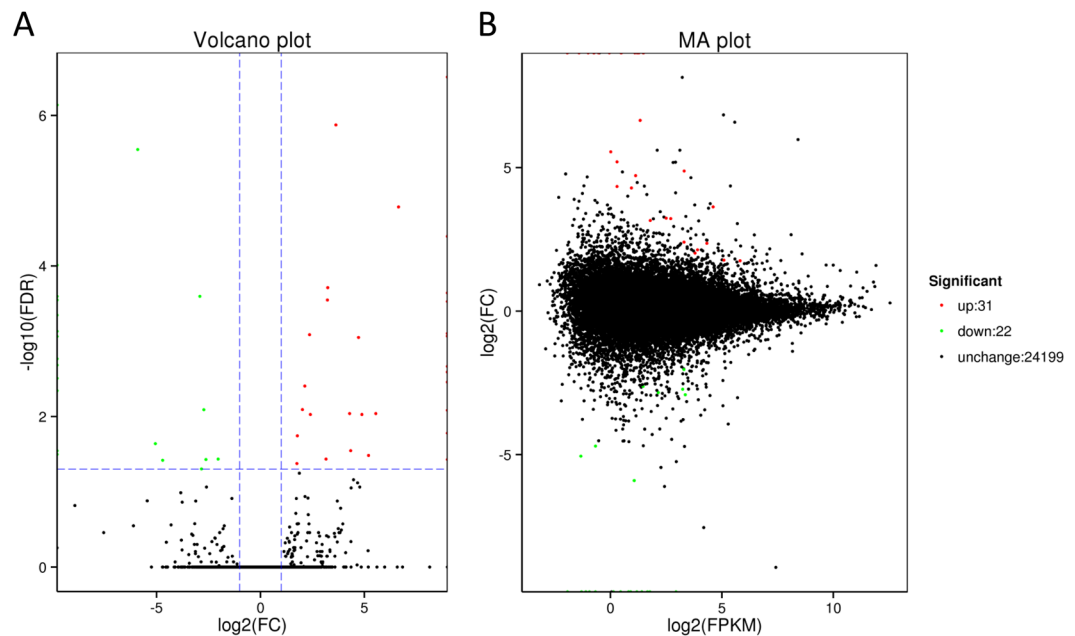 A
B
Volcano plot
MA plot
-log10(FDR)
6
4
2
0
-5
0
5
log2(FC)
log2(FC)
5
0
-5
0
5
10
log2(FPKM)
Significant
up:31
down:22
unchange:24199